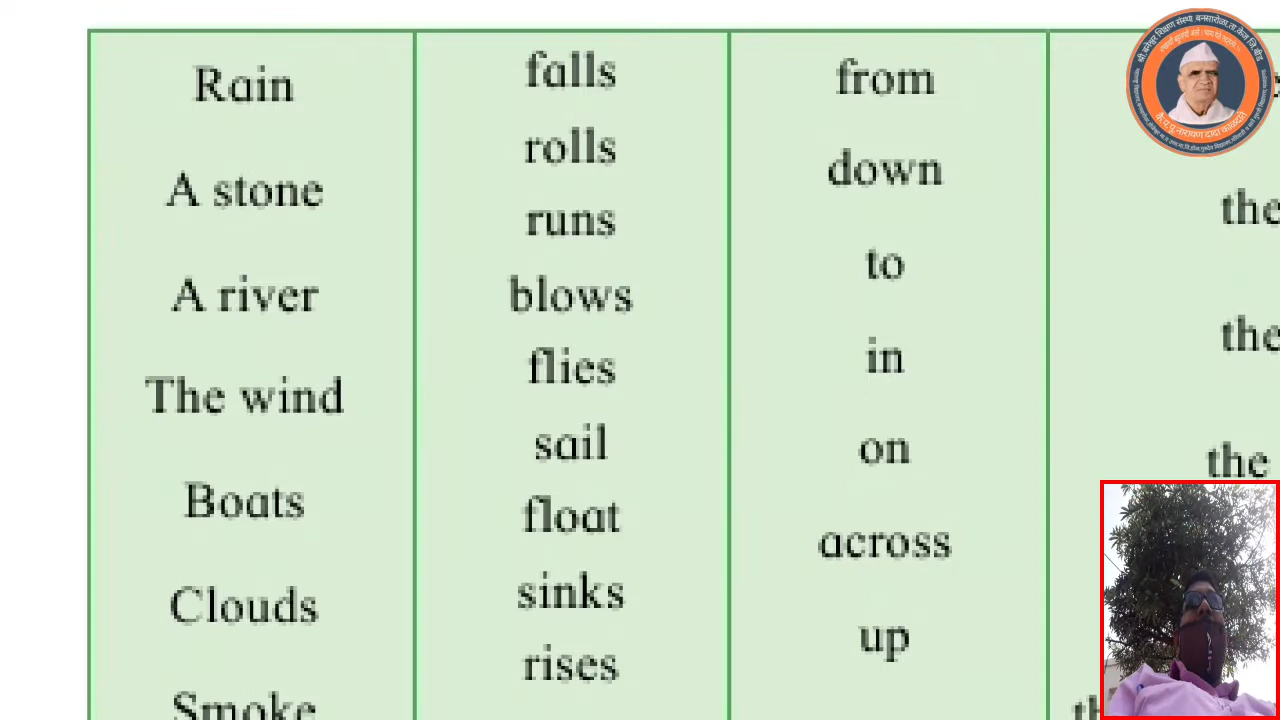 Rain
A stone
A river
The wind
Boats
Clouds
Smoke
falls
rolls
runs
blows
flies
sail
float
sinks
rises
from
down
to
in
on
across
up
the
the
the